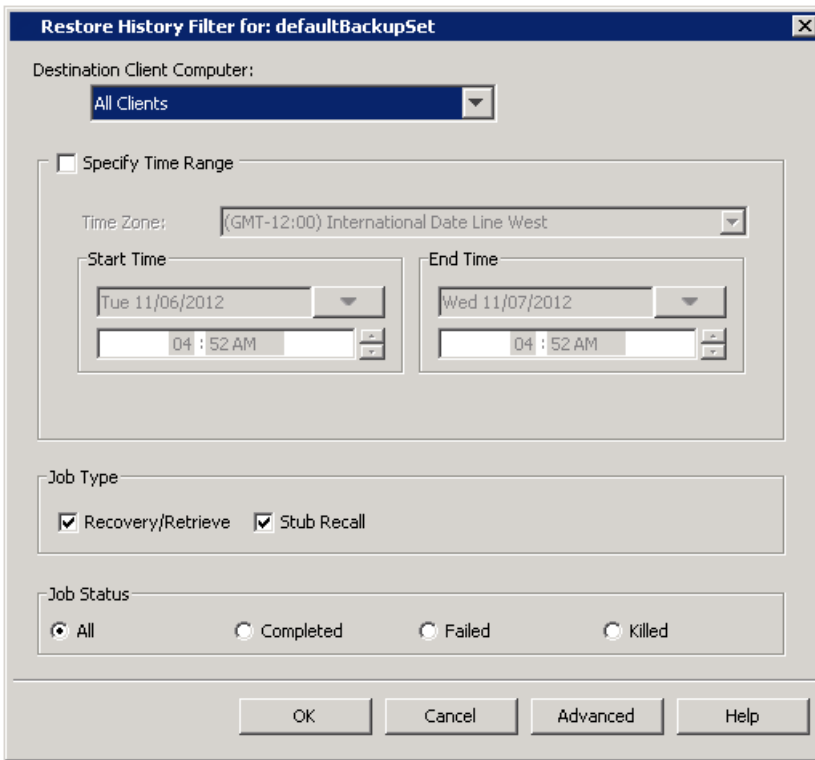 Restore History Filter for: defaultBackupSet
Destination Client Computer:
All Clients
Specify Time Range
Time Zone: (GMT-12:00) International Date Line West
Start Time End Time
Tue 11/06/2012 Wed 11/07/2012
04 : 52 AM 04 : 52 AM
Job Type
Recovery/Retrieve Stub Recall
Job Status
All Completed Failed Killed
OK Cancel Advanced Help